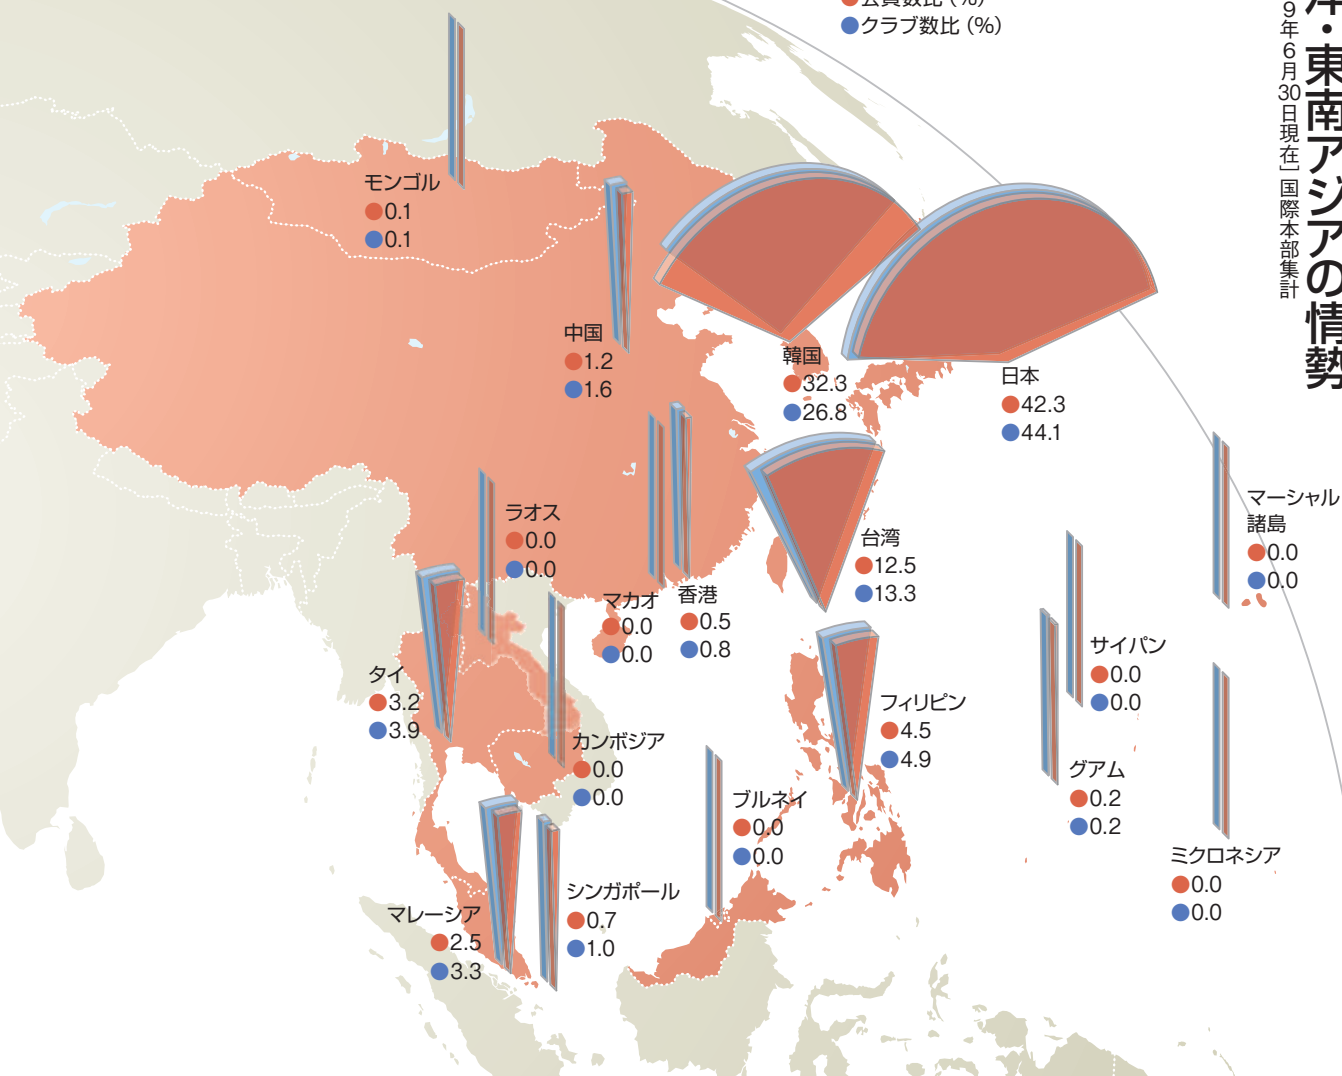 洋・東南アジアの情勢
9年6月30日現在］国際本部集計
会員数比（%）
クラブ数比（%）
モンゴル
0.1
0.1
中国
1.2
1.6
韓国
32.3
26.8
日本
42.3
44.1
マーシャル
諸島
0.0
0.0
ラオス
0.0
0.0
マカオ
0.0
0.0
香港
0.5
0.8
台湾
12.5
13.3
サイパン
0.0
0.0
タイ
3.2
3.9
カンボジア
0.0
0.0
フィリピン
4.5
4.9
グアム
0.2
0.2
ブルネイ
0.0
0.0
ミクロネシア
0.0
0.0
シンガポール
0.7
1.0
マレーシア
2.5
3.3